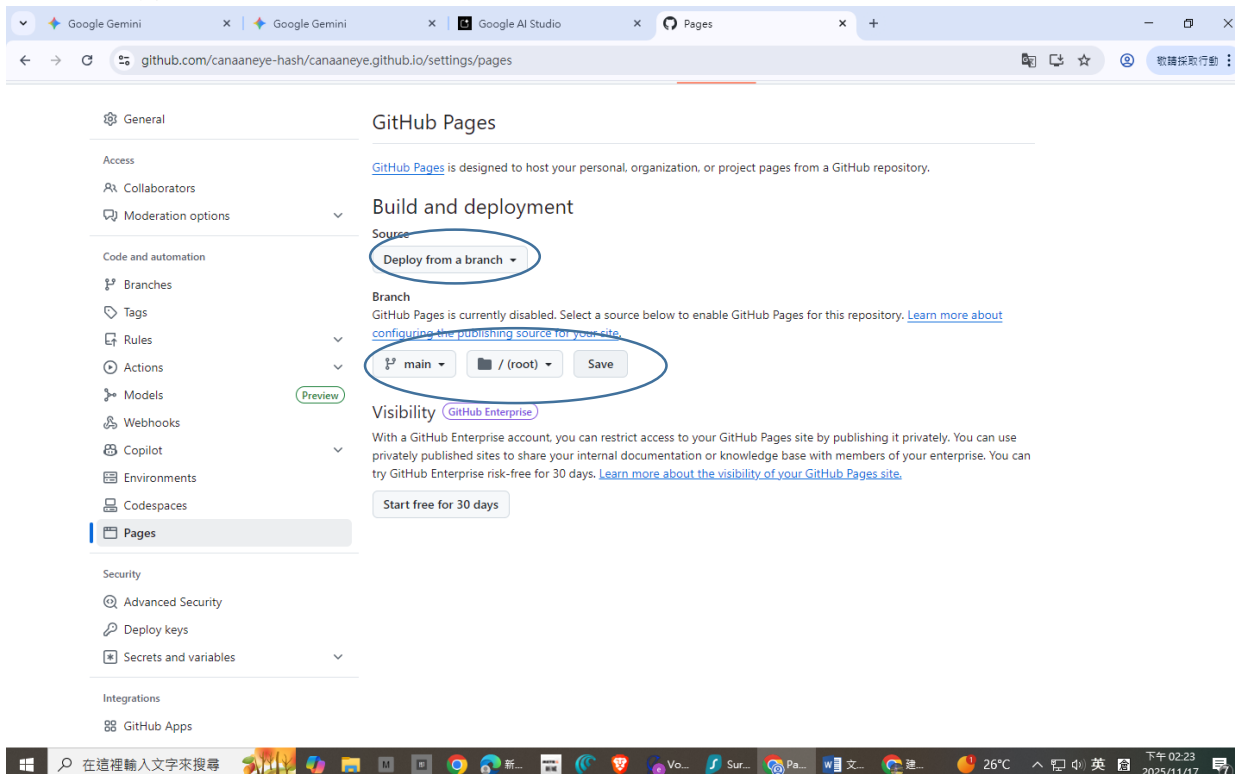 Google Gemini
Google Gemini
Google AI Studio
Pages
github.com/canaaneye-hash/canaaneye.github.io/settings/pages
敬請採取行動
General
Access
Collaborators
Moderation options
Code and automation
Branches
Tags
Rules
Actions
Models Preview
Webhooks
Copilot
Environments
Codespaces
Pages
Security
Advanced Security
Deploy keys
Secrets and variables
Integrations
GitHub Apps
GitHub Pages
GitHub Pages is designed to host your personal, organization, or project pages from a GitHub repository.
Build and deployment
Source
Deploy from a branch
Branch
GitHub Pages is currently disabled. Select a source below to enable GitHub Pages for this repository. Learn more about
configuring the publishing source for your site.
main / (root) Save
Visibility GitHub Enterprise
With a GitHub Enterprise account, you can restrict access to your GitHub Pages site by publishing it privately. You can use
privately published sites to share your internal documentation or knowledge base with members of your enterprise. You can
try GitHub Enterprise risk-free for 30 days. Learn more about the visibility of your GitHub Pages site.
Start free for 30 days
在這裡輸入文字來搜尋
新...
Vo...
Sur...
Pa...
文...
建...
26°C
英
下午 02:23
2025/11/17